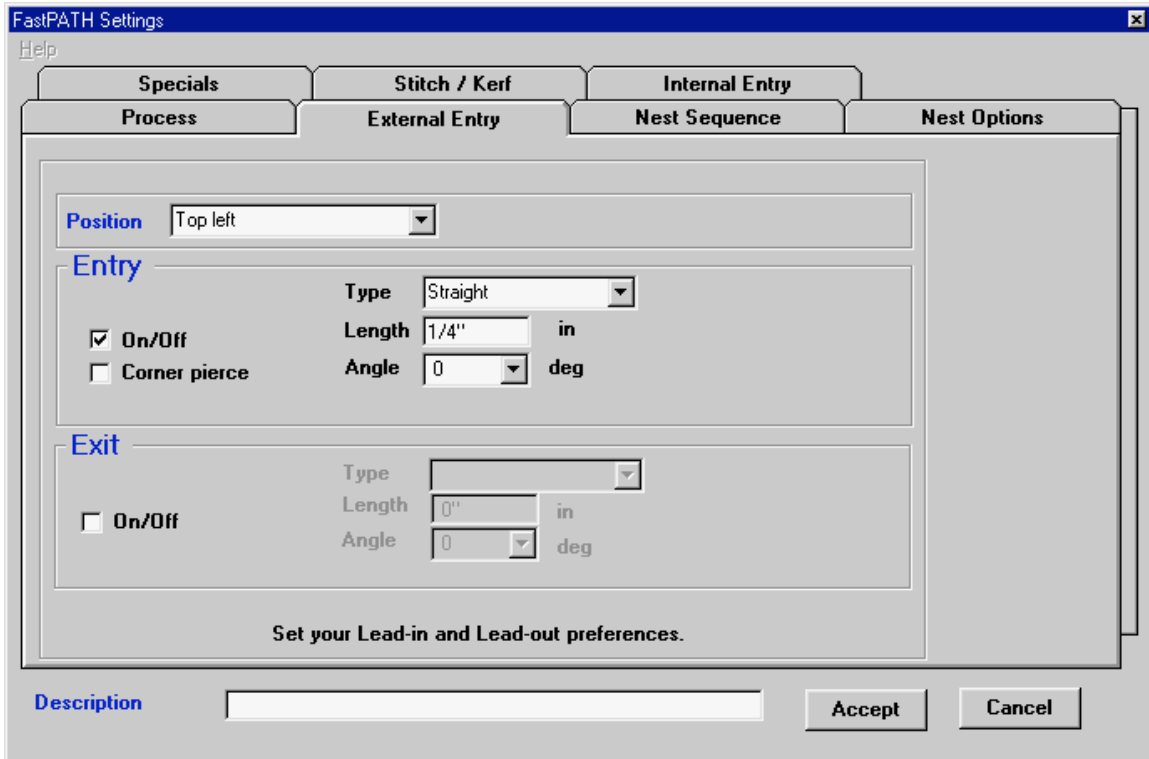 FastPATH Settings
Help
Specials Stitch / Kerf Internal Entry
Process External Entry Nest Sequence Nest Options
Position Top left
Entry
Type Straight
On/Off Length 1/4" in
Corner pierce Angle 0 deg
Exit
Type
On/Off Length 0" in
Angle 0 deg
Set your Lead-in and Lead-out preferences.
Description Accept Cancel